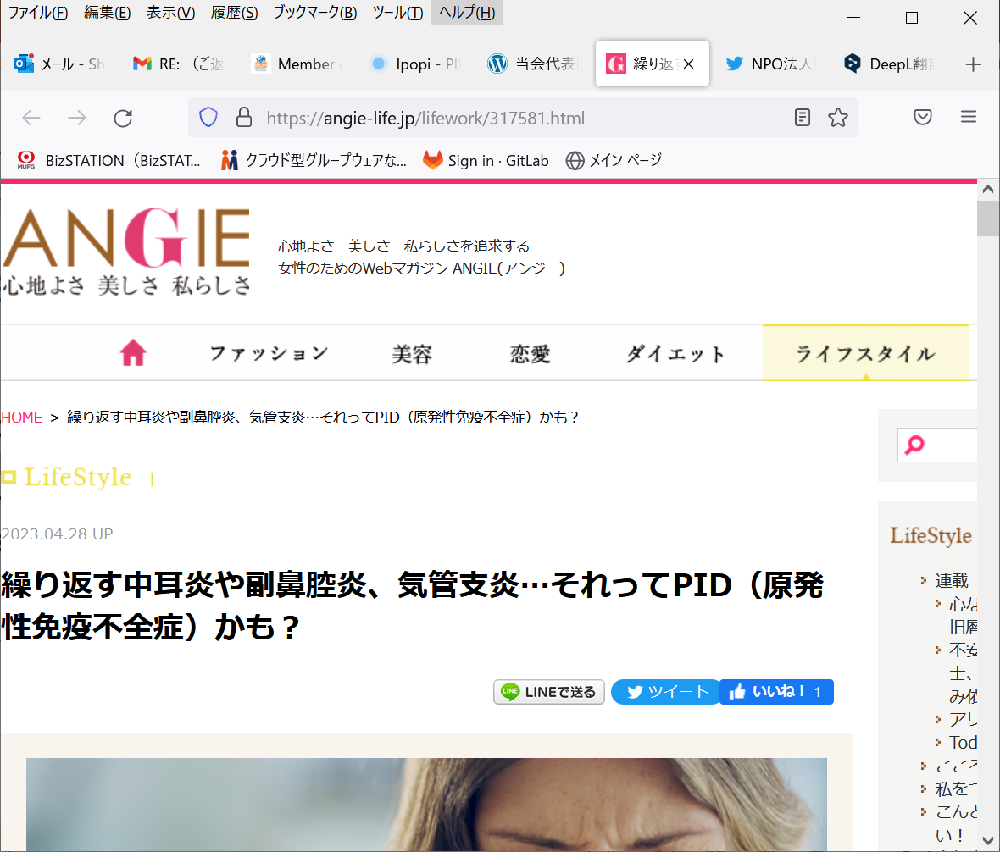 ファイル(F) 編集(E) 表示(V) 履歴(S) ブックマーク(B) ツール(T) ヘルプ(H)
メール - Sh RE: （ご返 Member Ipopi - PI 当会代表 繰り返す NPO法人 DeepL翻訳
https://angie-life.jp/lifework/317581.html
MUFG BizSTATION（BizSTAT... クラウド型グループウェアな... Sign in · GitLab メイン ページ
ANGIE
心地よさ 美しさ 私らしさ
心地よさ　美しさ　私らしさを追求する
女性のためのWebマガジン ANGIE(アンジー)
ファッション 美容 恋愛 ダイエット ライフスタイル
HOME > 繰り返す中耳炎や副鼻腔炎、気管支炎…それってPID（原発性免疫不全症）かも？
LifeStyle
2023.04.28 UP
繰り返す中耳炎や副鼻腔炎、気管支炎…それってPID（原発
性免疫不全症）かも？
LINE LINEで送る ツイート いいね！ 1
LifeStyle
連載
心な
旧暦
不安
士、
み依
アリ
Tod
こころ
私をつ
こんと
い！